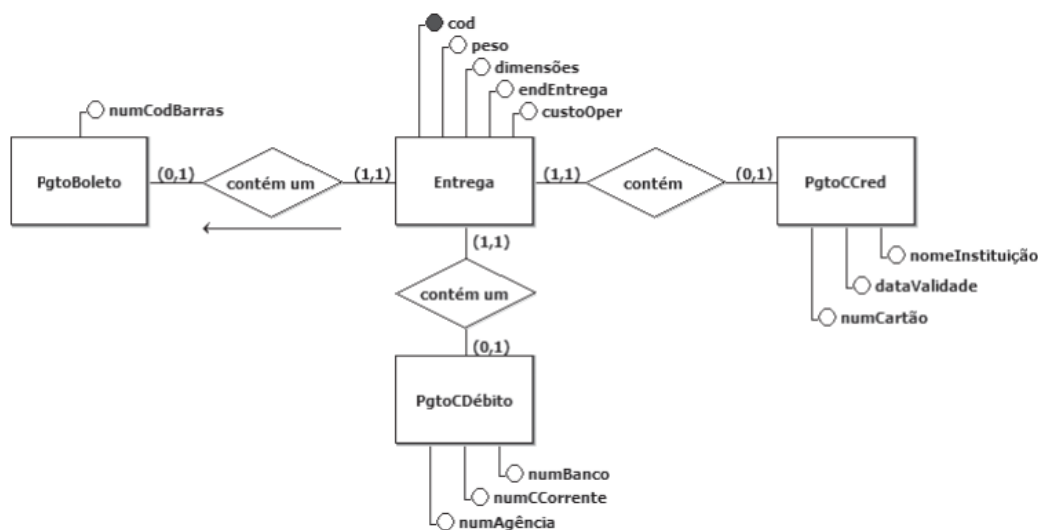 cod
peso
dimensões
endEntrega
custoOper
numCodBarras
PgtoBoleto
(0,1)
contém um
(1,1)
Entrega
(1,1)
contém
(0,1)
PgtoCCred
(1,1)
contém um
(0,1)
nomeInstituição
dataValidade
numCartão
PgtoCDébito
numBanco
numCCorrente
numAgência